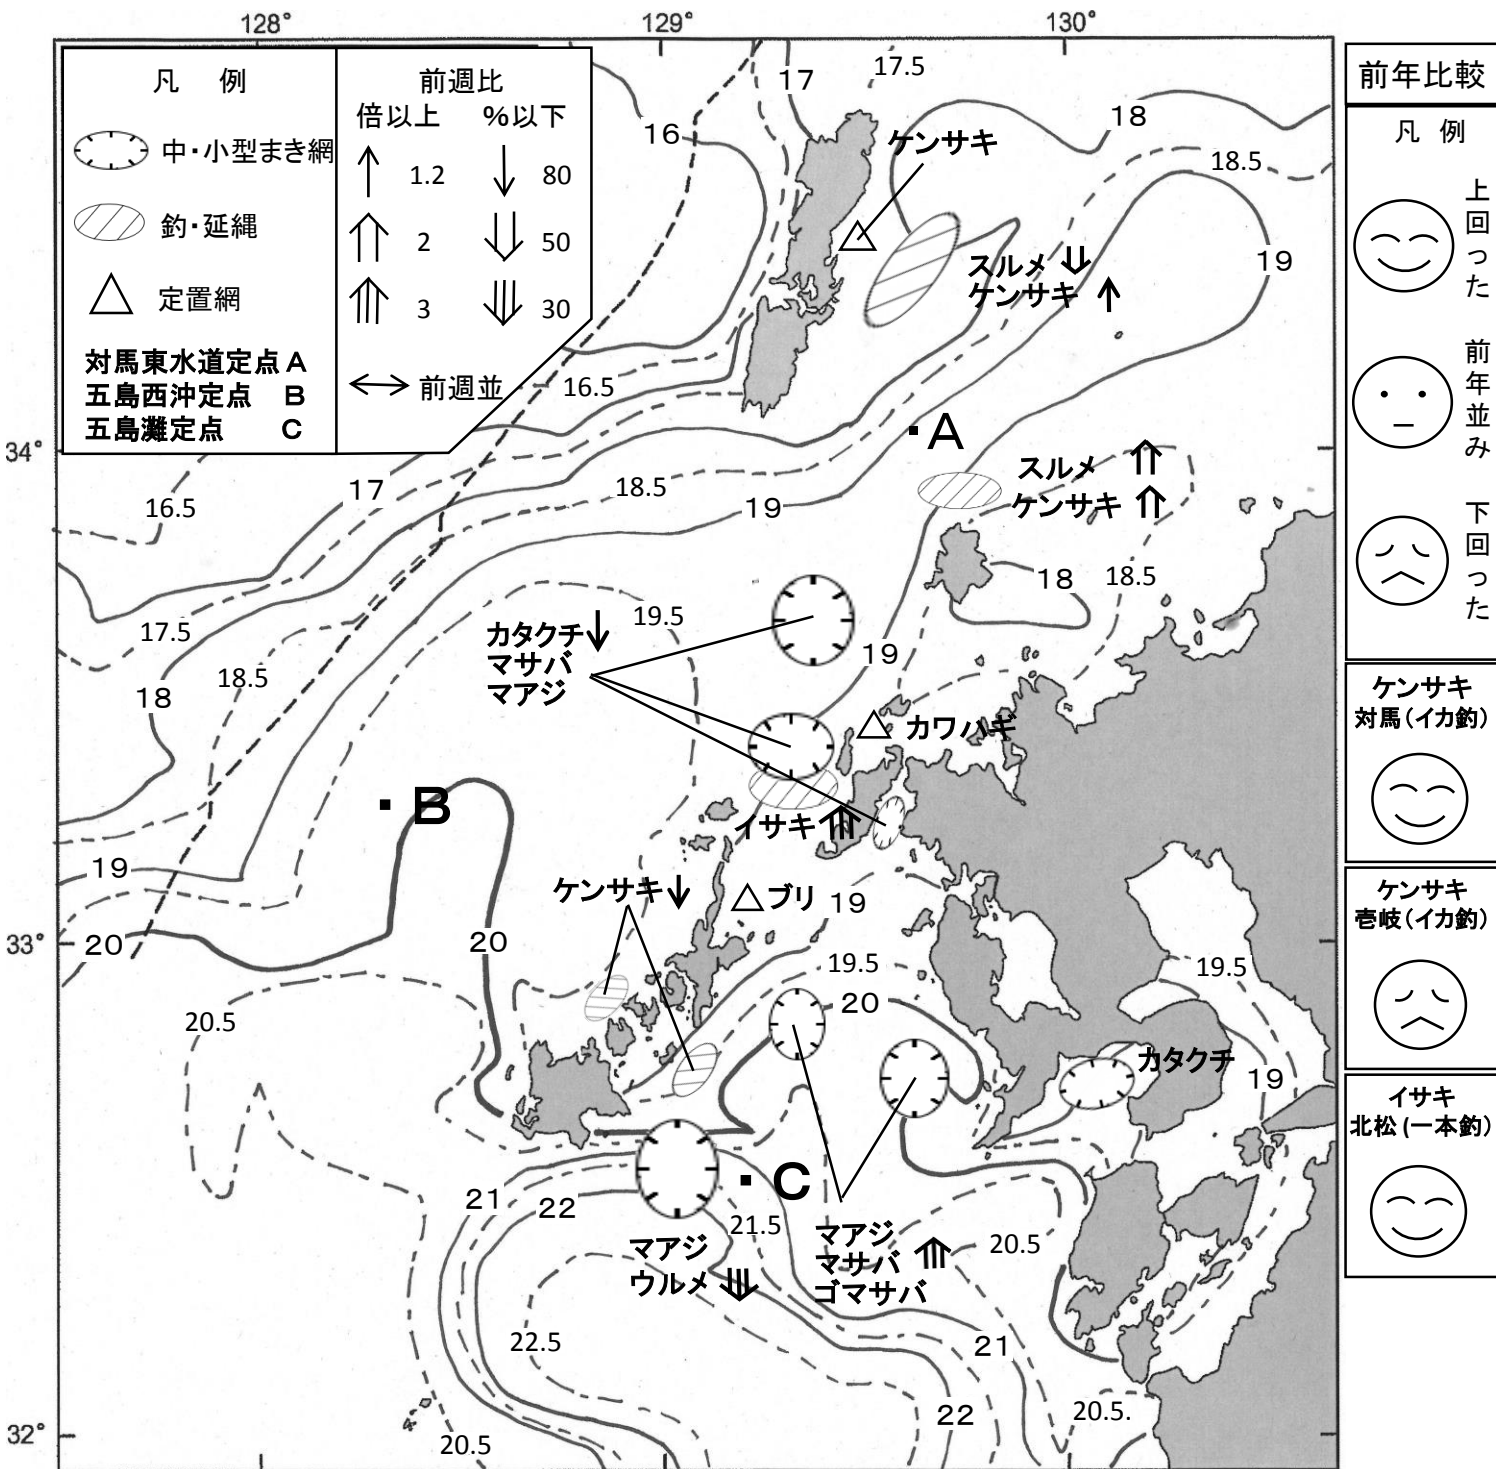 128°
129°
130°
34°
33°
32°
凡 例
中・小型まき網
釣・延縄
定置網
対馬東水道定点 A
五島西沖定点 B
五島灘定点 C
前週比
倍以上 %以下
1.2 80
2 50
3 30
前週並
17
17.5
16
18
18.5
19
ケンサキ
スルメ
ケンサキ
16.5
A
スルメ
ケンサキ
16.5
17
18.5
19
18
18.5
17.5
18.5
18
19.5
カタクチ
マサバ
マアジ
19
カワハギ
B
イサキ
19
ケンサキ
ブリ
19
20
20
19.5
19.5
20
20.5
カタクチ
19
C
21
22
21.5
マアジ
ウルメ
マアジ
マサバ
ゴマサバ
20.5
22.5
21
22
20.5
20.5.
前年比較
凡 例
上回った
前年並み
下回った
ケンサキ
対馬(イカ釣)
ケンサキ
壱岐(イカ釣)
イサキ
北松(一本釣)